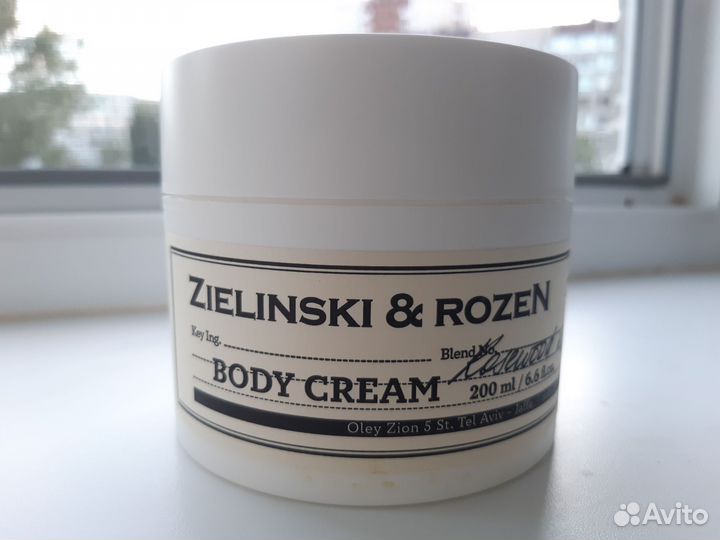 ZIELINSKI & ROZEN
Key Ing.
Blend No.
BODY CREAM
200 ml / 6.6 fl.oz
Oley Zion 5 St. Tel Aviv - Jaffa
Avito